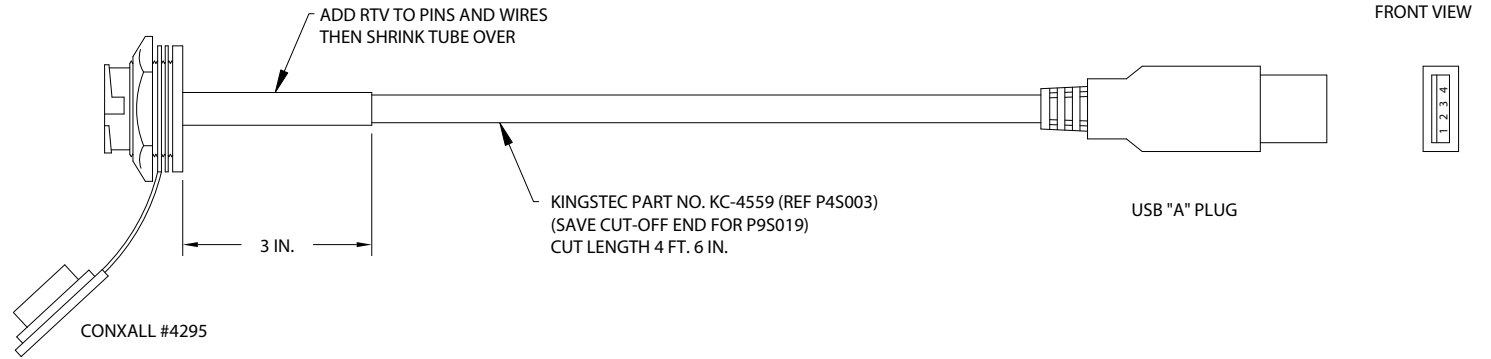 ADD RTV TO PINS AND WIRES
THEN SHRINK TUBE OVER
FRONT VIEW
1 2 3 4
KINGSTEC PART NO. KC-4559 (REF P4S003)
(SAVE CUT-OFF END FOR P9S019)
CUT LENGTH 4 FT. 6 IN.
USB "A" PLUG
3 IN.
CONXALL #4295